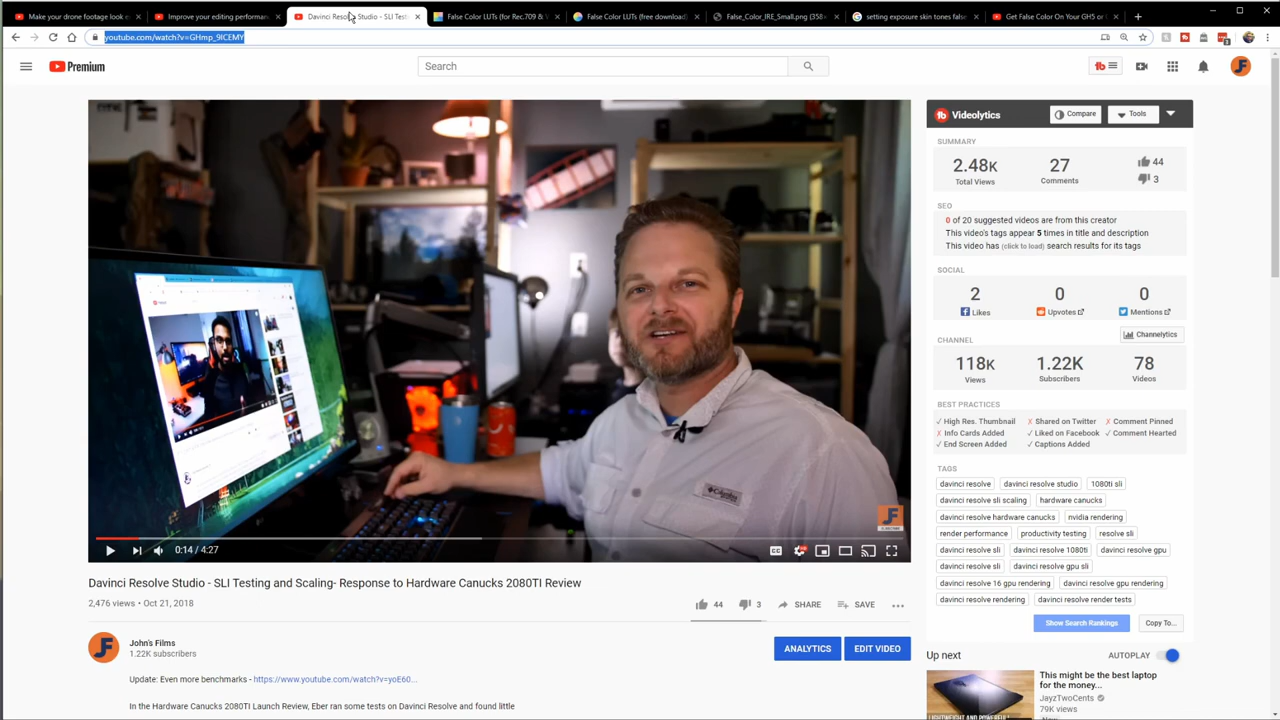 Make your drone footage look
Improve your editing performan
Davinci Resolve Studio - SLI Test
False Color LUTs (for Rec.709 & V
False Color LUTs (free download)
False_Color_IRE_Small.png (358
setting exposure skin tones false
Get False Color On Your GH5 or
youtube.com/watch?v=GHmp_9ICEMY
Premium
Search
tb
Videolytics
Compare
Tools
SUMMARY
2.48K
27
44
3
Total Views
Comments
SEO
0 of 20 suggested videos are from this creator
This video's tags appear 5 times in title and description
This video has (click to load) search results for its tags
SOCIAL
2
0
0
Likes
Upvotes
Mentions
Channelytics
CHANNEL
118K
1.22K
78
Views
Subscribers
Videos
BEST PRACTICES
✓ High Res. Thumbnail
✗ Shared on Twitter
✗ Comment Pinned
✗ Info Cards Added
✓ Liked on Facebook
✓ Comment Hearted
✓ End Screen Added
✓ Captions Added
TAGS
davinci resolve
davinci resolve studio
1080ti sli
davinci resolve sli scaling
hardware canucks
davinci resolve hardware canucks
nvidia rendering
render performance
productivity testing
resolve sli
davinci resolve sli
davinci resolve 1080ti
davinci resolve gpu
davinci resolve sli
davinci resolve gpu sli
davinci resolve 16 gpu rendering
davinci resolve gpu rendering
davinci resolve rendering
davinci resolve render tests
Show Search Rankings
Copy To...
Columbia
0:14 / 4:27
CC
Davinci Resolve Studio - SLI Testing and Scaling- Response to Hardware Canucks 2080TI Review
2,476 views • Oct 21, 2018
44
3
SHARE
SAVE
John's Films
1.22K subscribers
ANALYTICS
EDIT VIDEO
Update: Even more benchmarks - https://www.youtube.com/watch?v=yoE60...
In the Hardware Canucks 2080TI Launch Review, Eber ran some tests on Davinci Resolve and found little
Up next
AUTOPLAY
This might be the best laptop
for the money...
JayzTwoCents
79K views
LIGHTWEIGHT AND POWERFUL